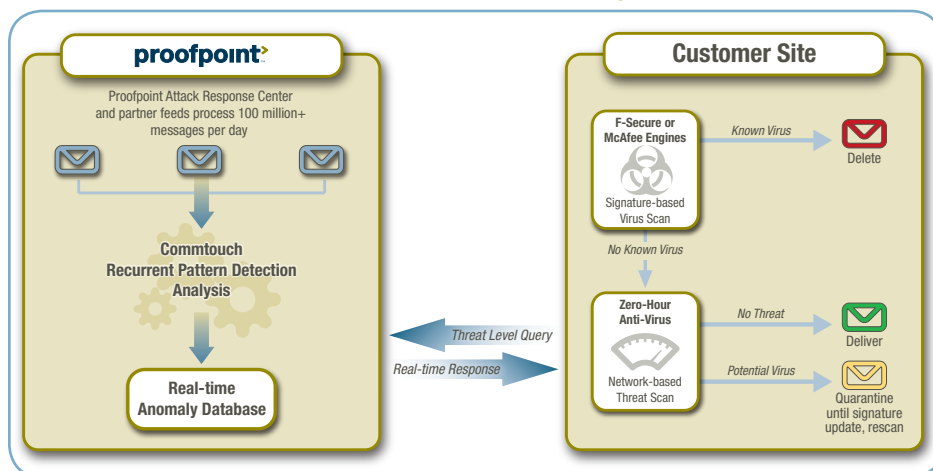 proofpoint
Proofpoint Attack Response Center
and partner feeds process 100 million+
messages per day
Commtouch
Recurrent Pattern Detection
Analysis
Real-time
Anomaly Database
Threat Level Query
Real-time Response
Customer Site
F-Secure or
McAfee Engines
Signature-based
Virus Scan
Known Virus
Delete
No Known Virus
Zero-Hour
Anti-Virus
Network-based
Threat Scan
No Threat
Deliver
Potential Virus
Quarantine
until signature
update, rescan